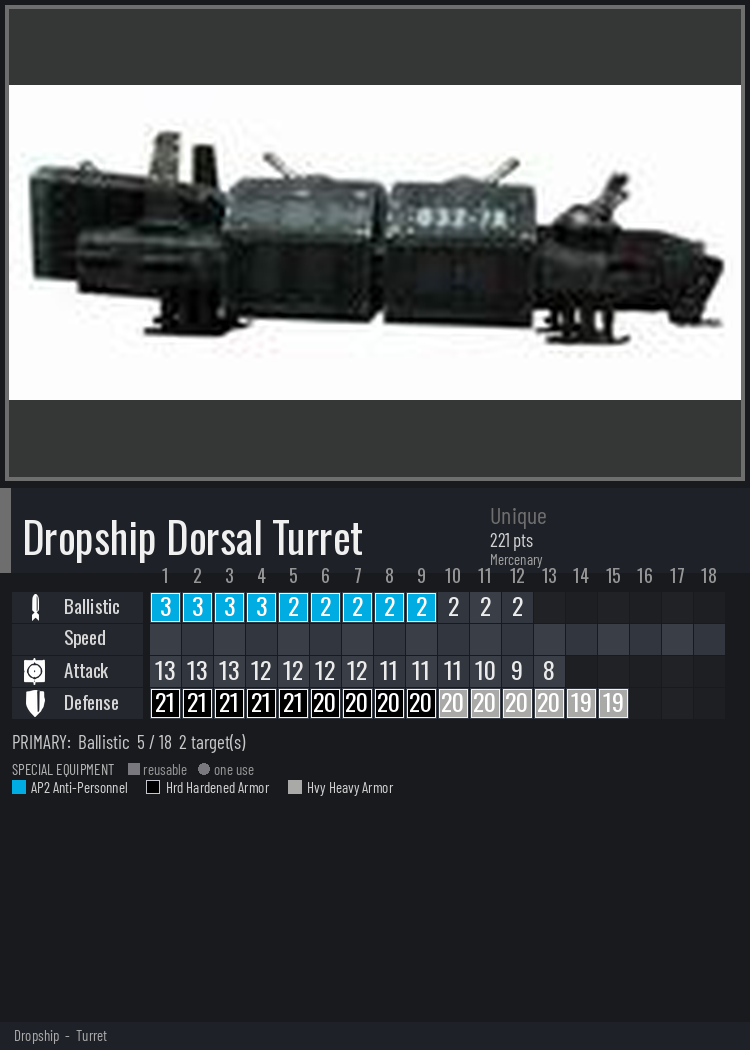 032-7A
Dropship Dorsal Turret
Unique
221 pts
Mercenary
1 2 3 4 5 6 7 8 9 10 11 12 13 14 15 16 17 18
Ballistic 3 3 3 3 2 2 2 2 2 2 2 2
Speed
Attack 13 13 13 12 12 12 12 11 11 11 10 9 8
Defense 21 21 21 21 21 20 20 20 20 20 20 20 20 19 19
PRIMARY: Ballistic 5 / 18 2 target(s)
SPECIAL EQUIPMENT reusable one use
AP2 Anti-Personnel Hrd Hardened Armor Hvy Heavy Armor
Dropship - Turret